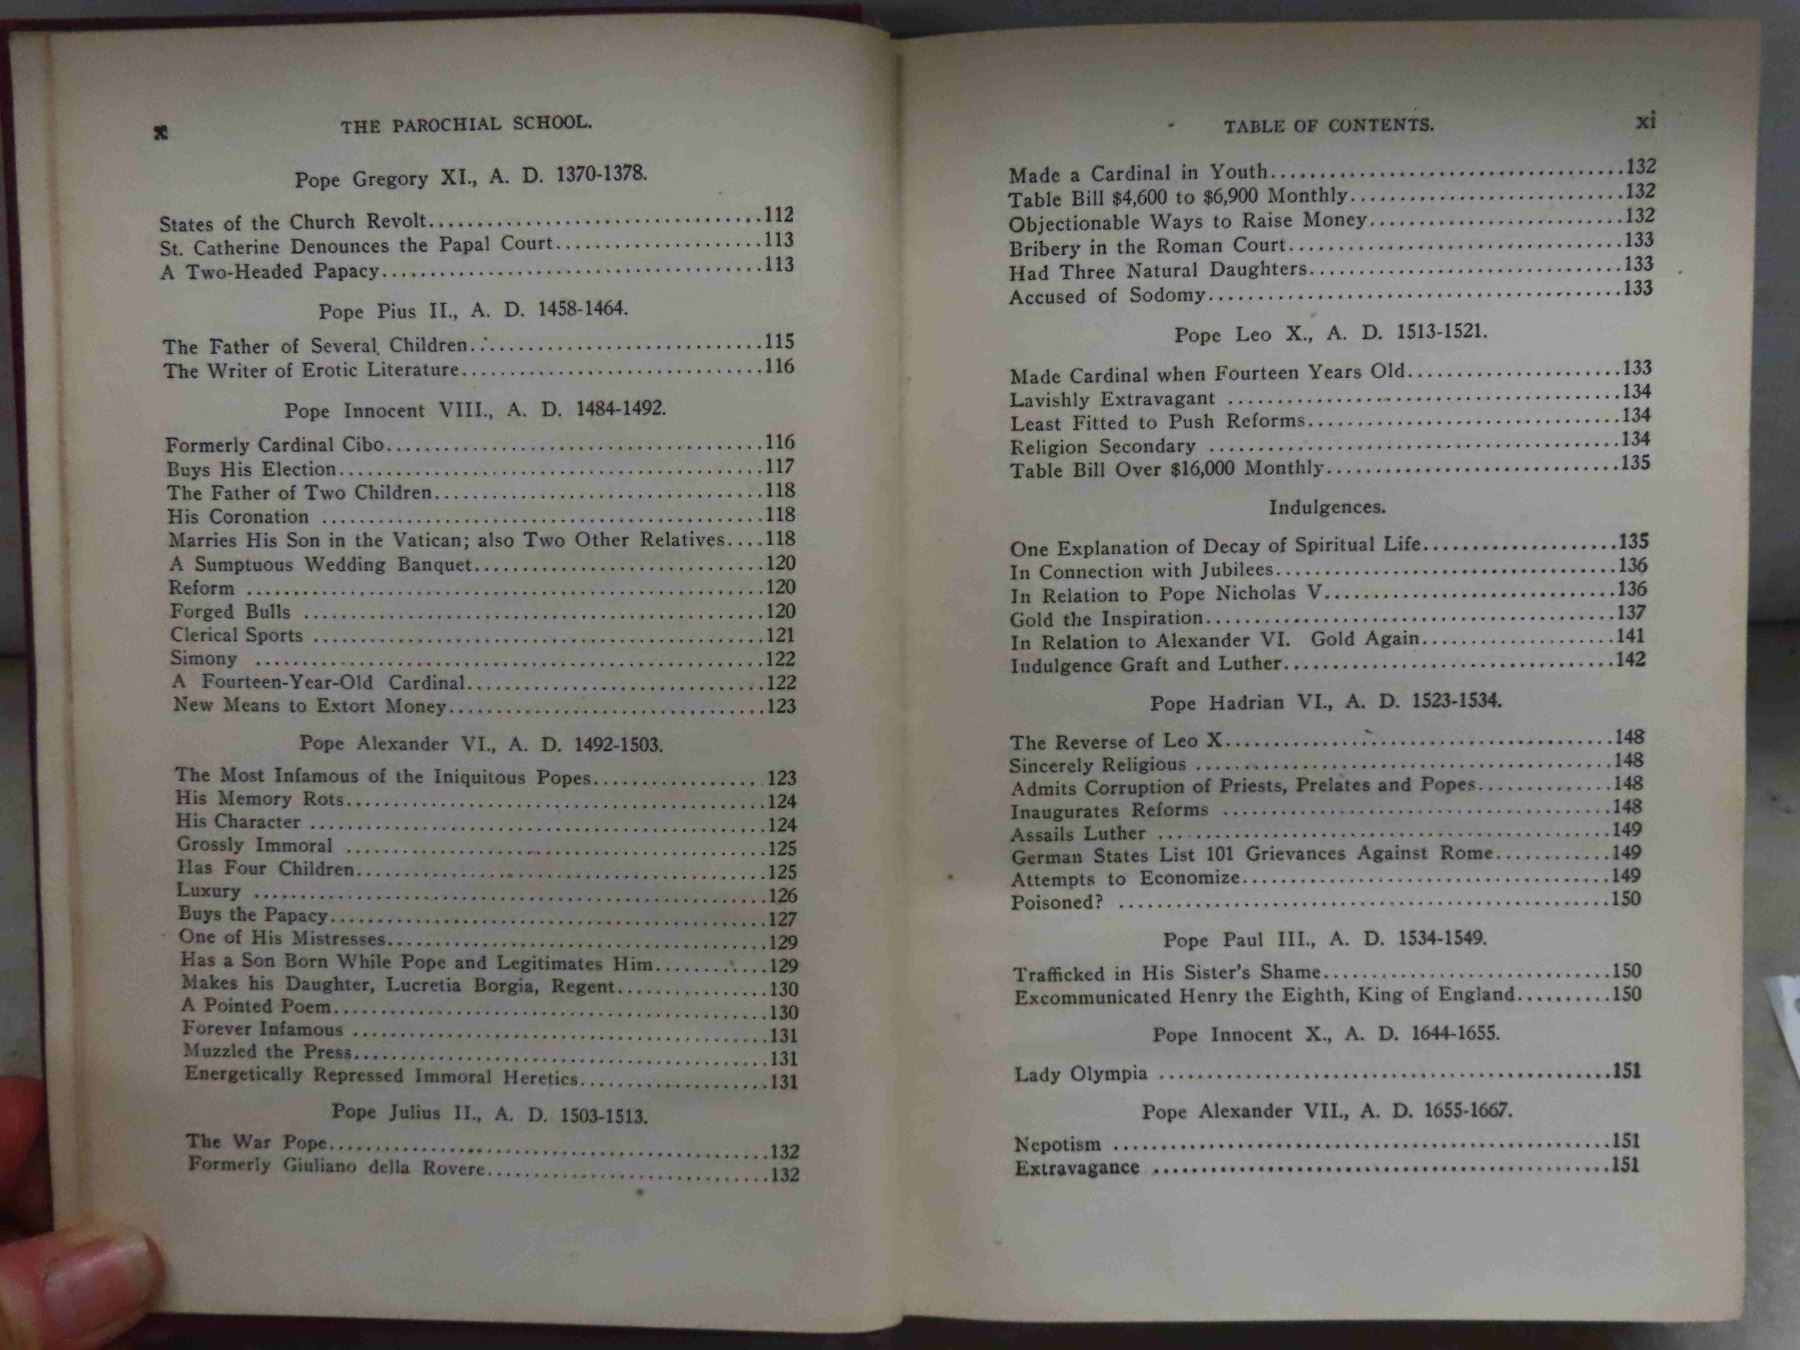 x THE PAROCHIAL SCHOOL.
Pope Gregory XI., A. D. 1370-1378.
States of the Church Revolt..................................112
St. Catherine Denounces the Papal Court......................113
A Two-Headed Papacy........................................113
Pope Pius II., A. D. 1458-1464.
The Father of Several Children..............................115
The Writer of Erotic Literature................................116
Pope Innocent VIII., A. D. 1484-1492.
Formerly Cardinal Cibo........................................116
Buys His Election.............................................117
The Father of Two Children...................................118
His Coronation ...............................................118
Marries His Son in the Vatican; also Two Other Relatives....118
A Sumptuous Wedding Banquet...............................120
Reform .......................................................120
Forged Bulls .................................................120
Clerical Sports ................................................121
Simony ......................................................122
A Fourteen-Year-Old Cardinal................................122
New Means to Extort Money..................................123
Pope Alexander VI., A. D. 1492-1503.
The Most Infamous of the Iniquitous Popes................. 123
His Memory Rots.............................................124
His Character ................................................124
Grossly Immoral .............................................125
Has Four Children............................................125
Luxury ......................................................126
Buys the Papacy..............................................127
One of His Mistresses.........................................129
Has a Son Born While Pope and Legitimates Him............129
Makes his Daughter, Lucretia Borgia, Regent................130
A Pointed Poem..............................................130
Forever Infamous ............................................131
Muzzled the Press............................................131
Energetically Repressed Immoral Heretics....................131
Pope Julius II., A. D. 1503-1513.
The War Pope...............................................132
Formerly Giuliano della Rovere..............................132
TABLE OF CONTENTS. xi
Made a Cardinal in Youth.....................................132
Table Bill $4,600 to $6,900 Monthly.............................132
Objectionable Ways to Raise Money...........................132
Bribery in the Roman Court...................................133
Had Three Natural Daughters.................................133
Accused of Sodomy...........................................133
Pope Leo X., A. D. 1513-1521.
Made Cardinal when Fourteen Years Old......................133
Lavishly Extravagant .........................................134
Least Fitted to Push Reforms.................................134
Religion Secondary ...........................................134
Table Bill Over $16,000 Monthly...............................135
Indulgences.
One Explanation of Decay of Spiritual Life....................135
In Connection with Jubilees....................................136
In Relation to Pope Nicholas V...............................136
Gold the Inspiration...........................................137
In Relation to Alexander VI. Gold Again....................141
Indulgence Graft and Luther...................................142
Pope Hadrian VI., A. D. 1523-1534.
The Reverse of Leo X.........................................148
Sincerely Religious ............................................148
Admits Corruption of Priests, Prelates and Popes..............148
Inaugurates Reforms .........................................148
Assails Luther ................................................149
German States List 101 Grievances Against Rome............149
Attempts to Economize.......................................149
Poisoned? ....................................................150
Pope Paul III., A. D. 1534-1549.
Trafficked in His Sister's Shame..............................150
Excommunicated Henry the Eighth, King of England..........150
Pope Innocent X., A. D. 1644-1655.
Lady Olympia ................................................151
Pope Alexander VII., A. D. 1655-1667.
Nepotism ....................................................151
Extravagance ................................................151